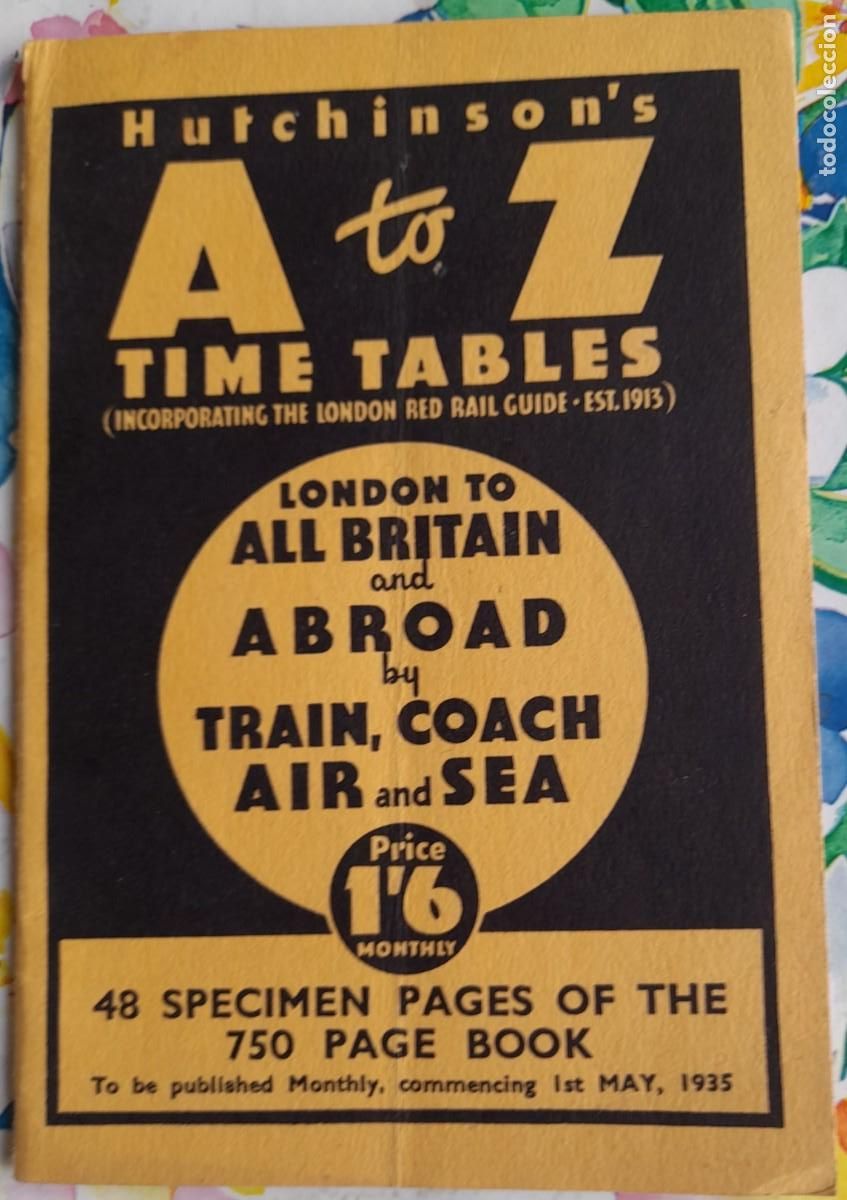 Hutchinson's
A to Z
TIME TABLES
(INCORPORATING THE LONDON RED RAIL GUIDE · EST. 1913)
LONDON TO
ALL BRITAIN
and
ABROAD
by
TRAIN, COACH
AIR and SEA
Price
1'6
MONTHLY
48 SPECIMEN PAGES OF THE
750 PAGE BOOK
To be published Monthly, commencing 1st MAY, 1935
todocoleccion